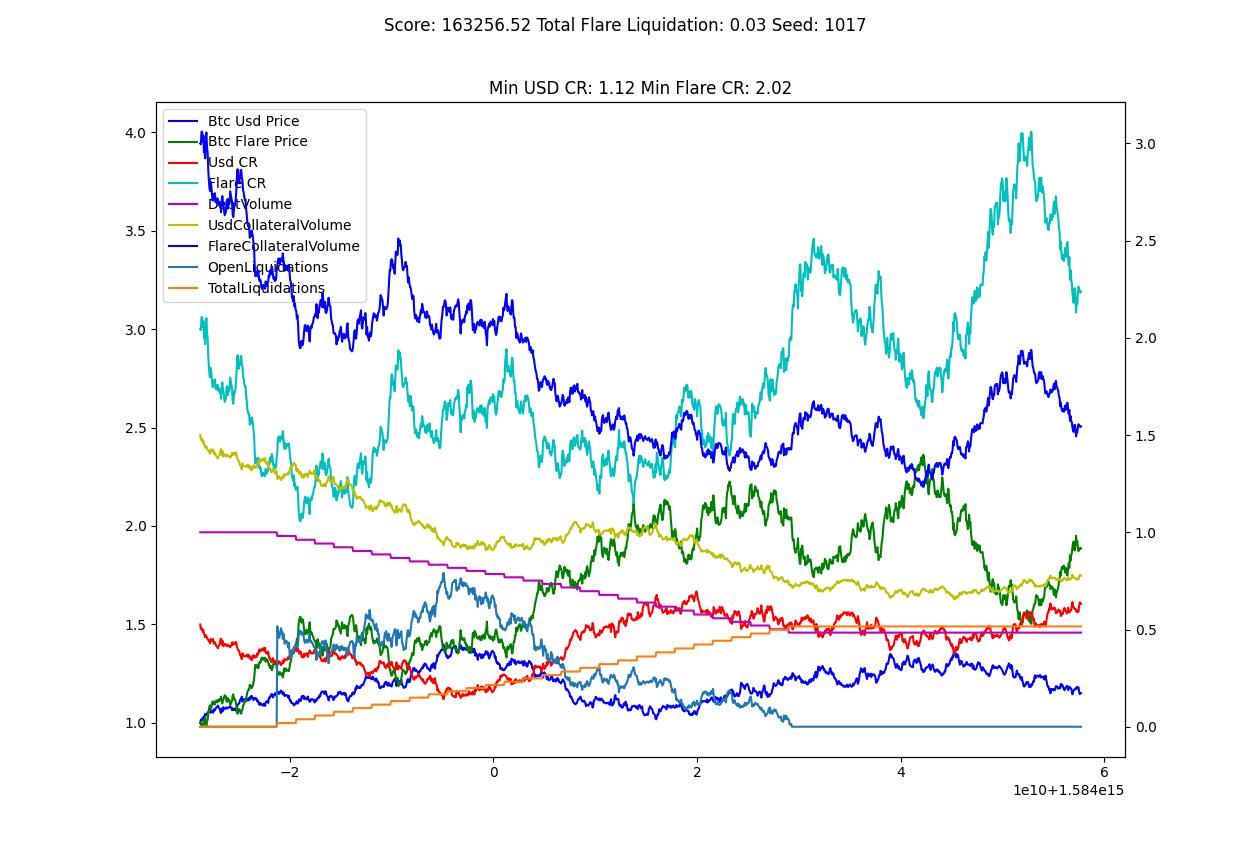 Score: 163256.52 Total Flare Liquidation: 0.03 Seed: 1017
Min USD CR: 1.12 Min Flare CR: 2.02
Btc Usd Price
Btc Flare Price
Usd CR
Flare CR
DebtVolume
UsdCollateralVolume
FlareCollateralVolume
OpenLiquidations
TotalLiquidations
4.0
3.5
3.0
2.5
2.0
1.5
1.0
3.0
2.5
2.0
1.5
1.0
0.5
0.0
−2 0 2 4 6
1e10+1.584e15